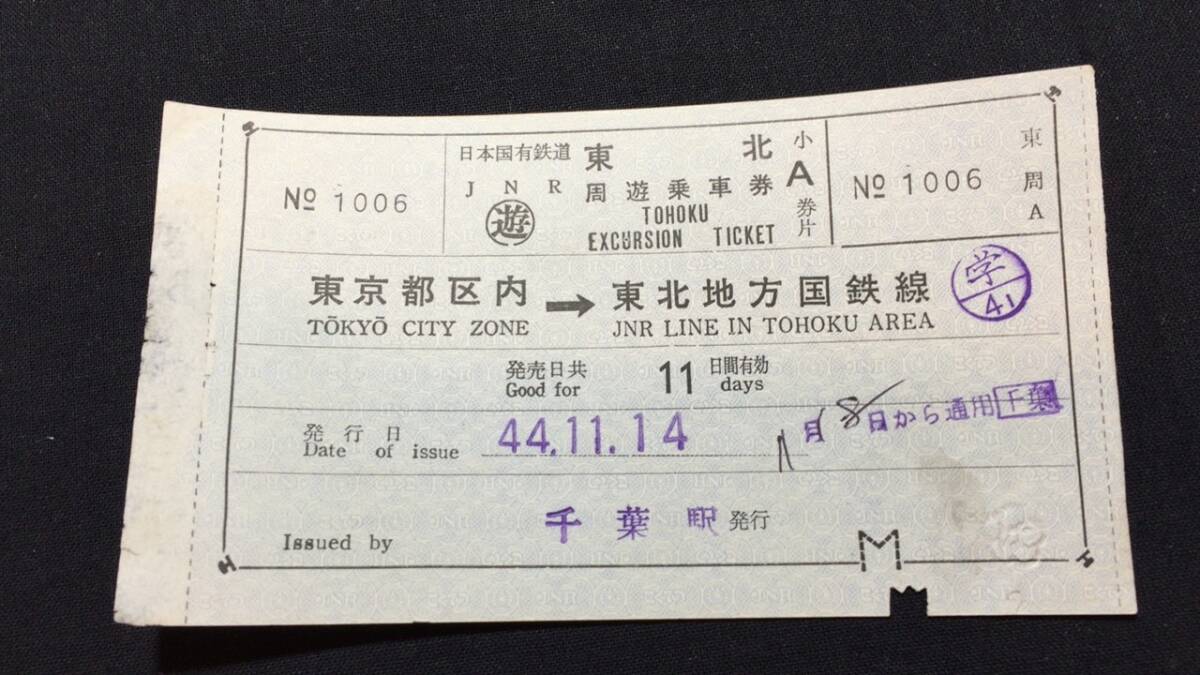 No 1006
日本国有鉄道
JNR
遊
東北
周遊乗車券
TOHOKU
EXCURSION TICKET
小
A
券片
No 1006
東
周
A
東京都区内→東北地方国鉄線
TŌKYŌ CITY ZONE JNR LINE IN TOHOKU AREA
学
41
発売日共 11 日間有効
Good for days
発行日 44.11.14
Date of issue
月8日から通用 千葉
千葉駅発行
Issued by